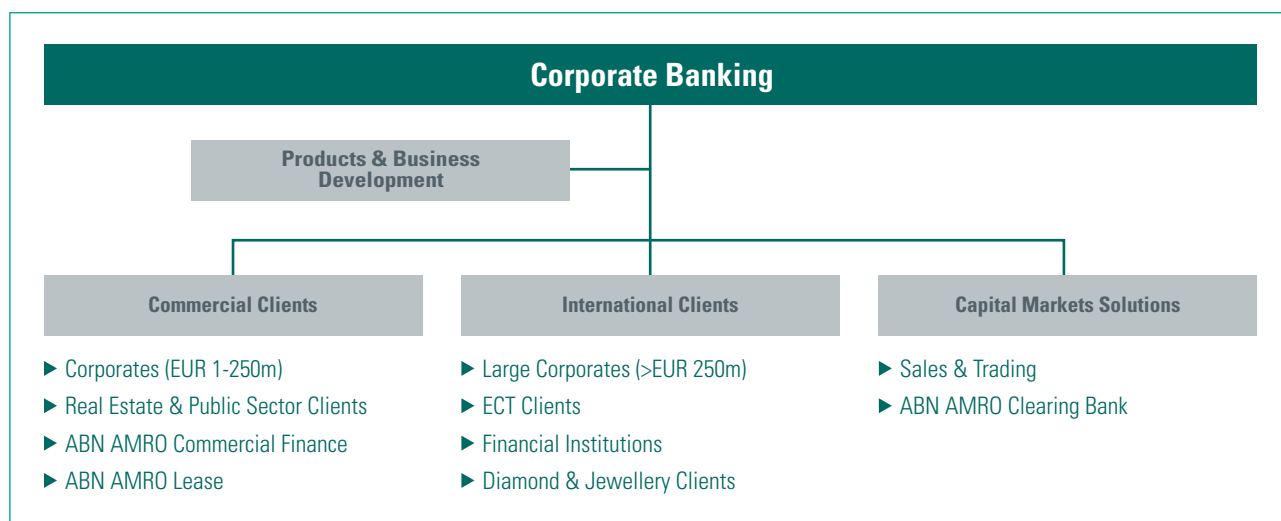 Corporate Banking
Products & Business
Development
Commercial Clients
▶ Corporates (EUR 1-250m)
▶ Real Estate & Public Sector Clients
▶ ABN AMRO Commercial Finance
▶ ABN AMRO Lease
International Clients
▶ Large Corporates (>EUR 250m)
▶ ECT Clients
▶ Financial Institutions
▶ Diamond & Jewellery Clients
Capital Markets Solutions
▶ Sales & Trading
▶ ABN AMRO Clearing Bank